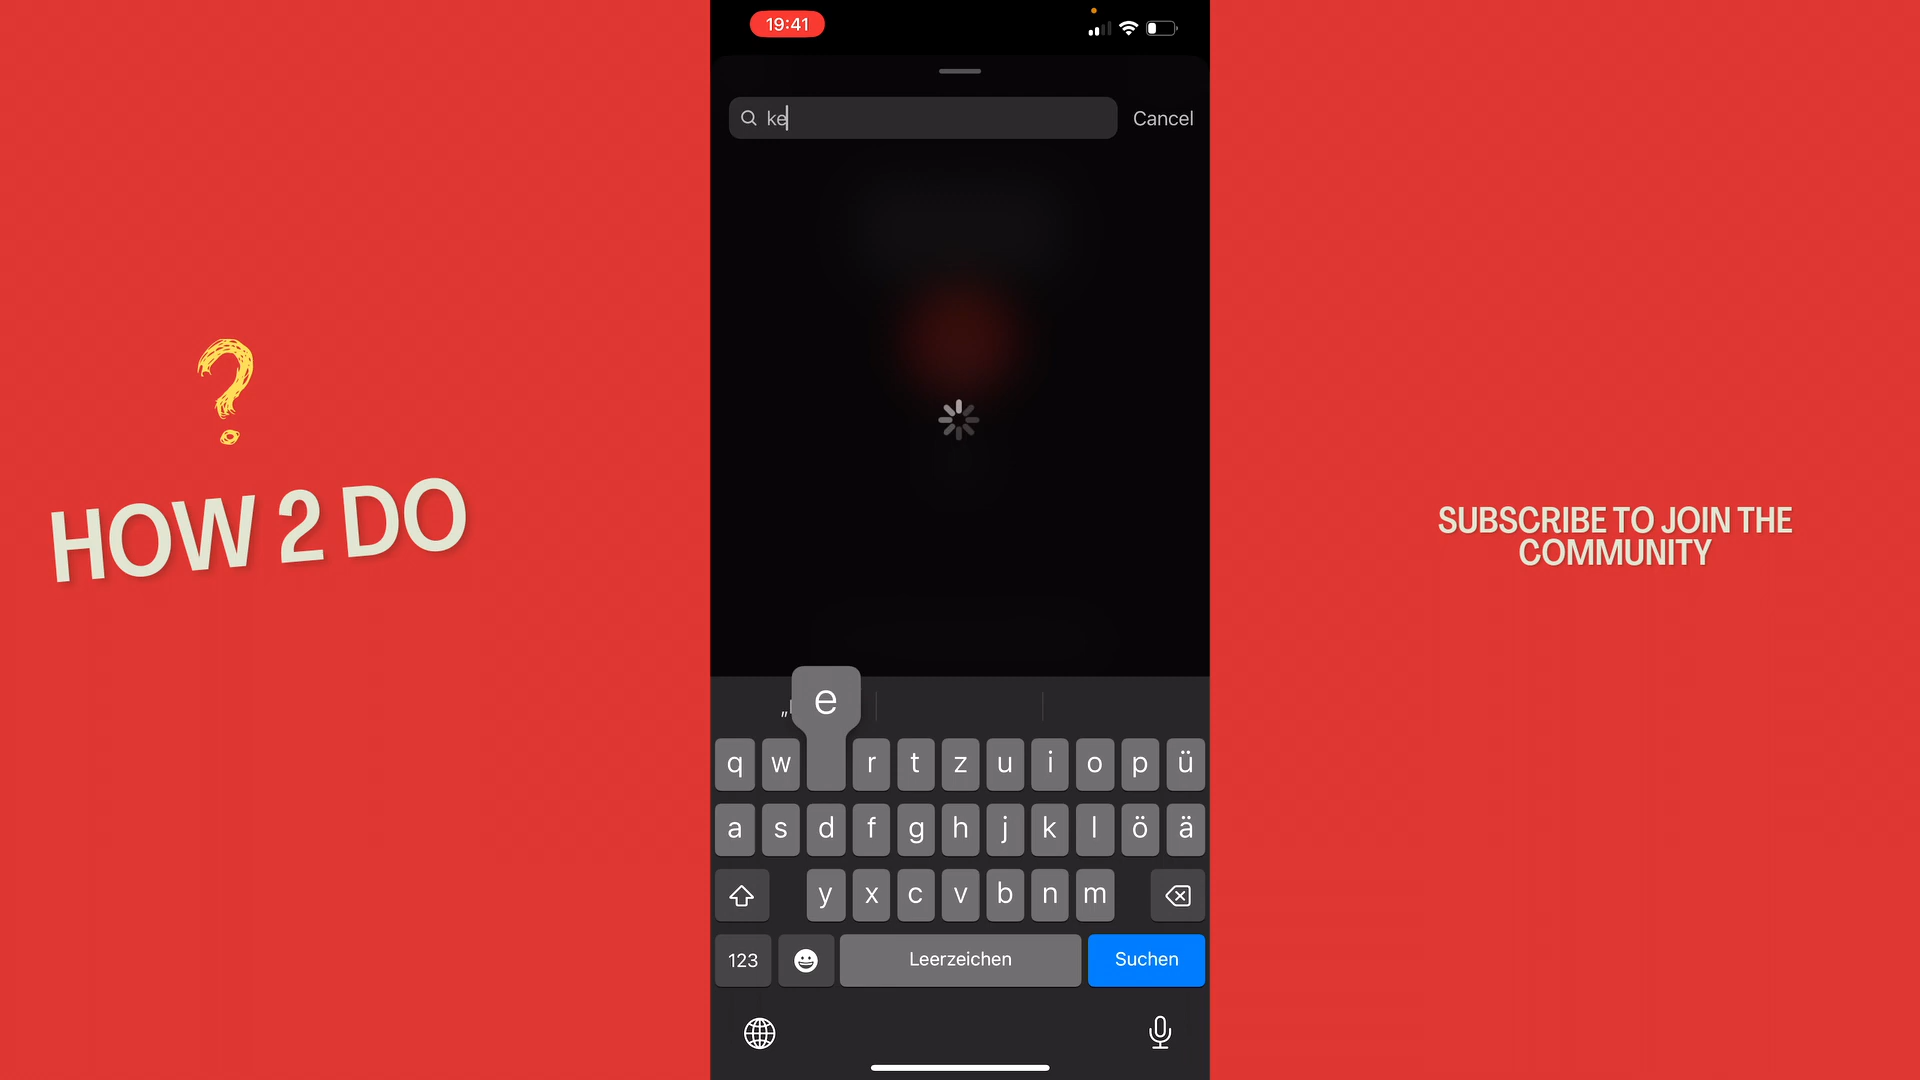 19:41
ke
Cancel
?
HOW 2 DO
SUBSCRIBE TO JOIN THE
COMMUNITY
e
q w r t z u i o p ü
a s d f g h j k l ö ä
y x c v b n m
123 Leerzeichen Suchen